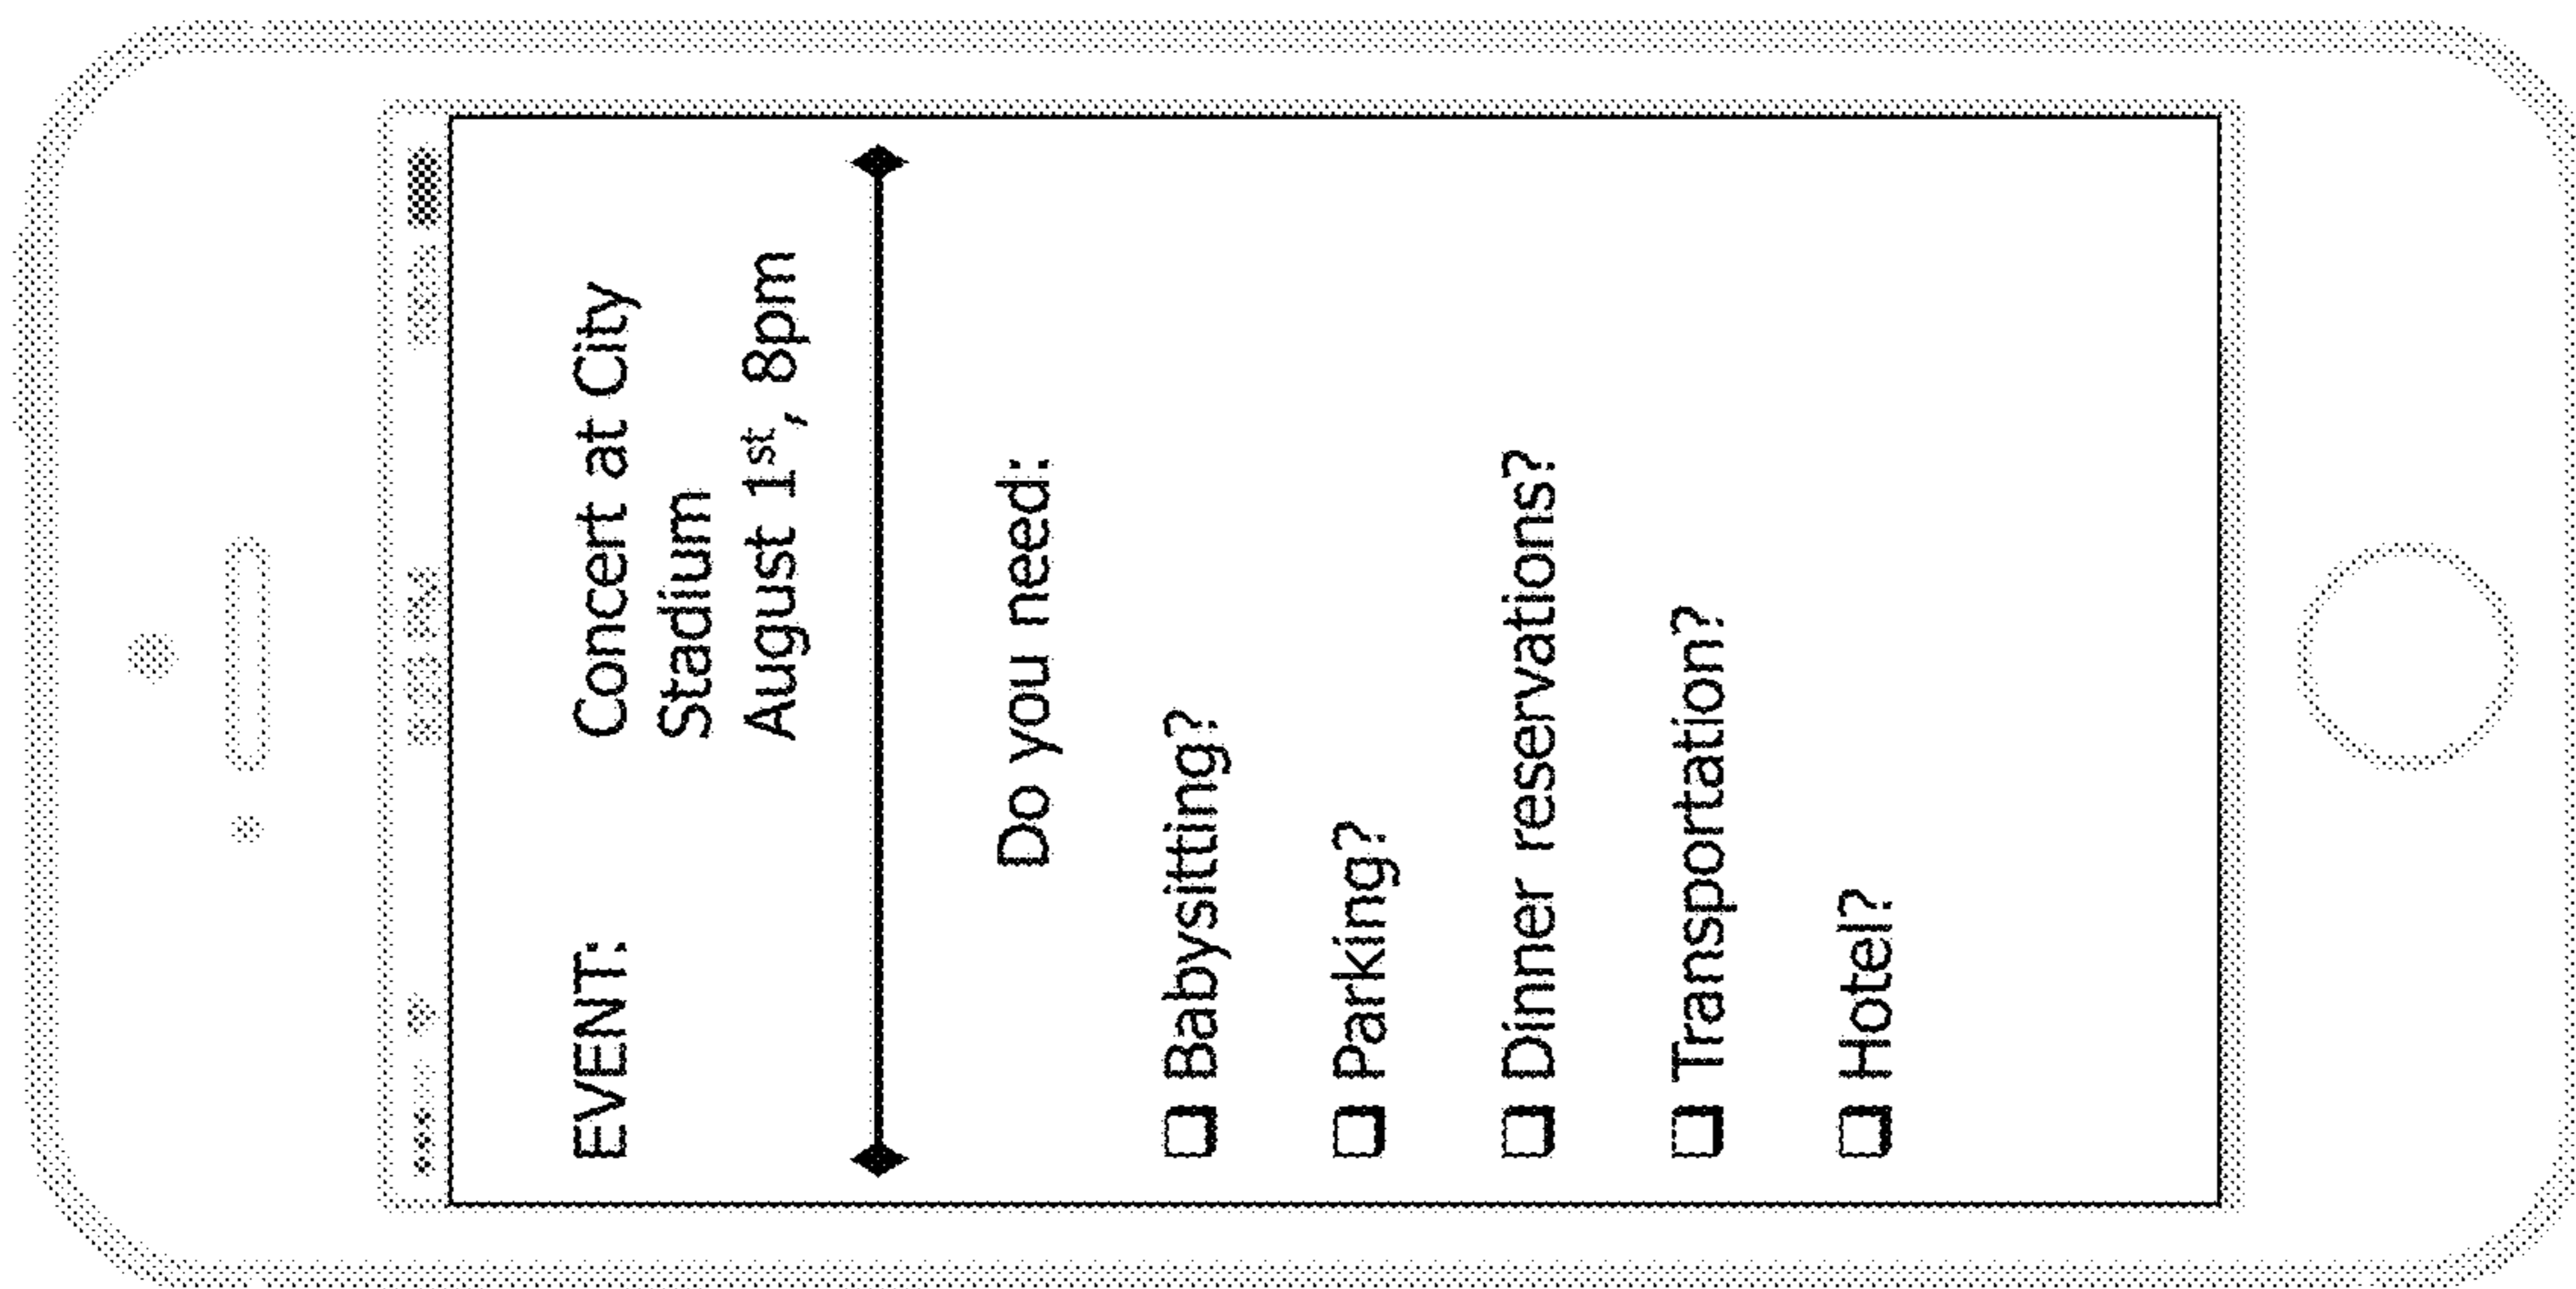 EVENT: Concert at City
Stadium
August 1st, 8pm
Do you need:
❏ Babysitting?
❏ Parking?
❏ Dinner reservations?
❏ Transportation?
❏ Hotel?